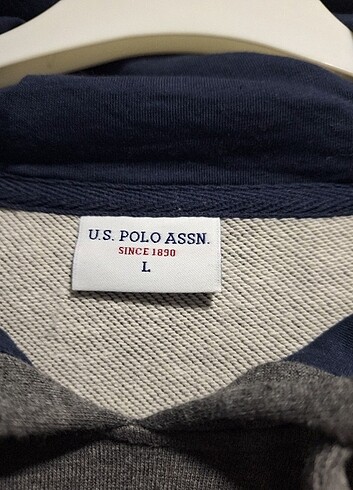 U.S. POLO ASSN.
SINCE 1890
L